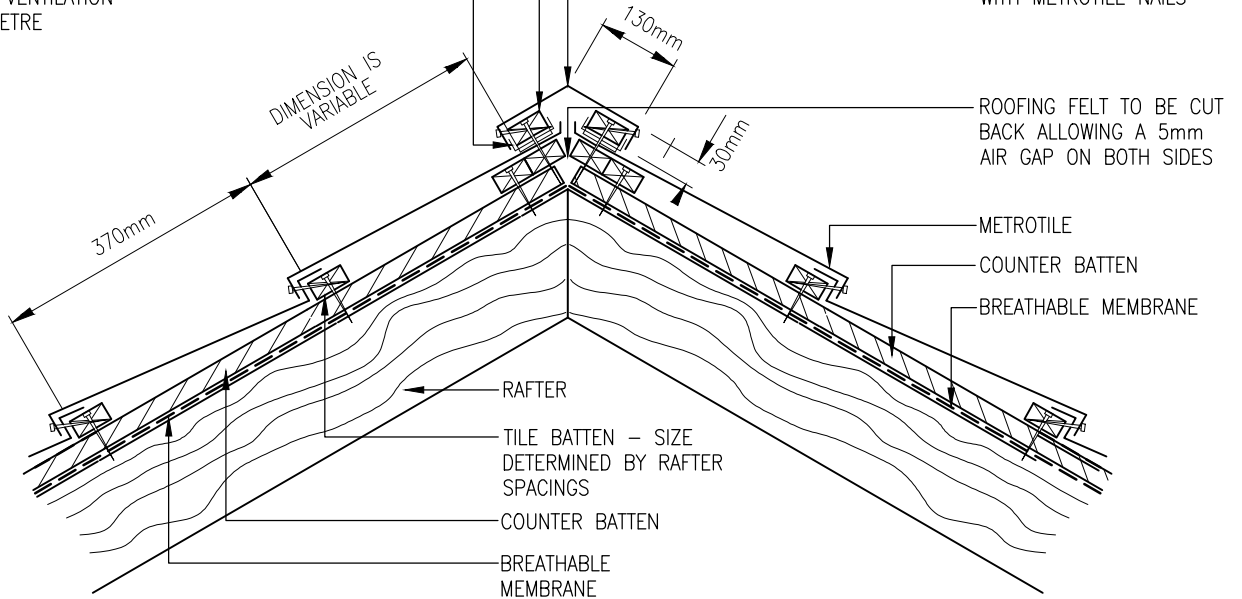 VENTILATION
ETRE
WITH METROTILE NAILS
130mm
DIMENSION IS
VARIABLE
ROOFING FELT TO BE CUT
BACK ALLOWING A 5mm
AIR GAP ON BOTH SIDES
30mm
370mm
METROTILE
COUNTER BATTEN
BREATHABLE MEMBRANE
RAFTER
TILE BATTEN – SIZE
DETERMINED BY RAFTER
SPACINGS
COUNTER BATTEN
BREATHABLE
MEMBRANE